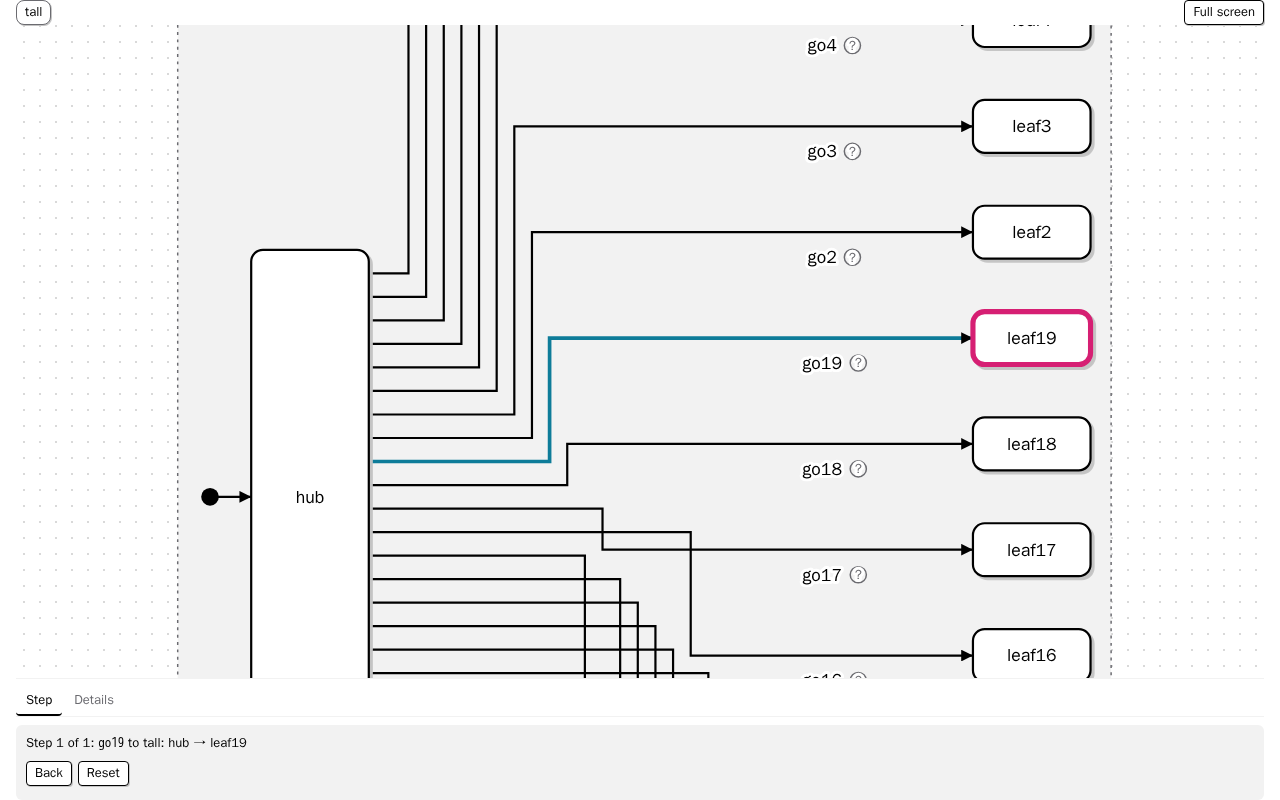 tall
Full screen
go4 ?
leaf3
go3 ?
leaf2
go2 ?
leaf19
go19 ?
leaf18
go18 ?
hub
leaf17
go17 ?
leaf16
Step
Details
Step 1 of 1: go19 to tall: hub → leaf19
Back
Reset